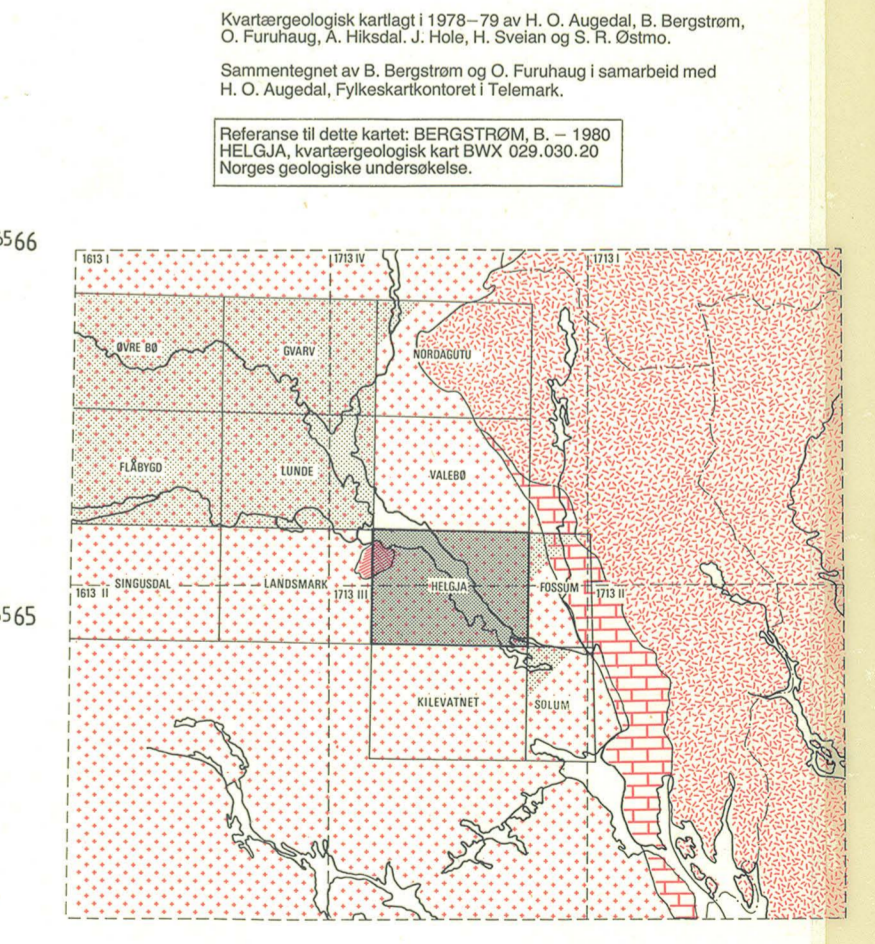 Kvartærgeologisk kartlagt i 1978–79 av H. O. Augedal, B. Bergstrøm,
O. Furuhaug, A. Hiksdal. J. Hole, H. Sveian og S. R. Østmo.
Sammentegnet av B. Bergstrøm og O. Furuhaug i samarbeid med
H. O. Augedal, Fylkeskartkontoret i Telemark.
Referanse til dette kartet: BERGSTRØM, B. – 1980
HELGJA, kvartærgeologisk kart BWX 029.030.20
Norges geologiske undersøkelse.
6566
1613 I 1713 IV 1713 I
ØVRE BØ GVARV NORDAGUTU
FLÅBYGD LUNDE VALEBØ
SINGUSDAL LANDSMARK HELGJA FOSSUM
1613 II 1713 III 1713 II
6565
KILEVATNET SOLUM